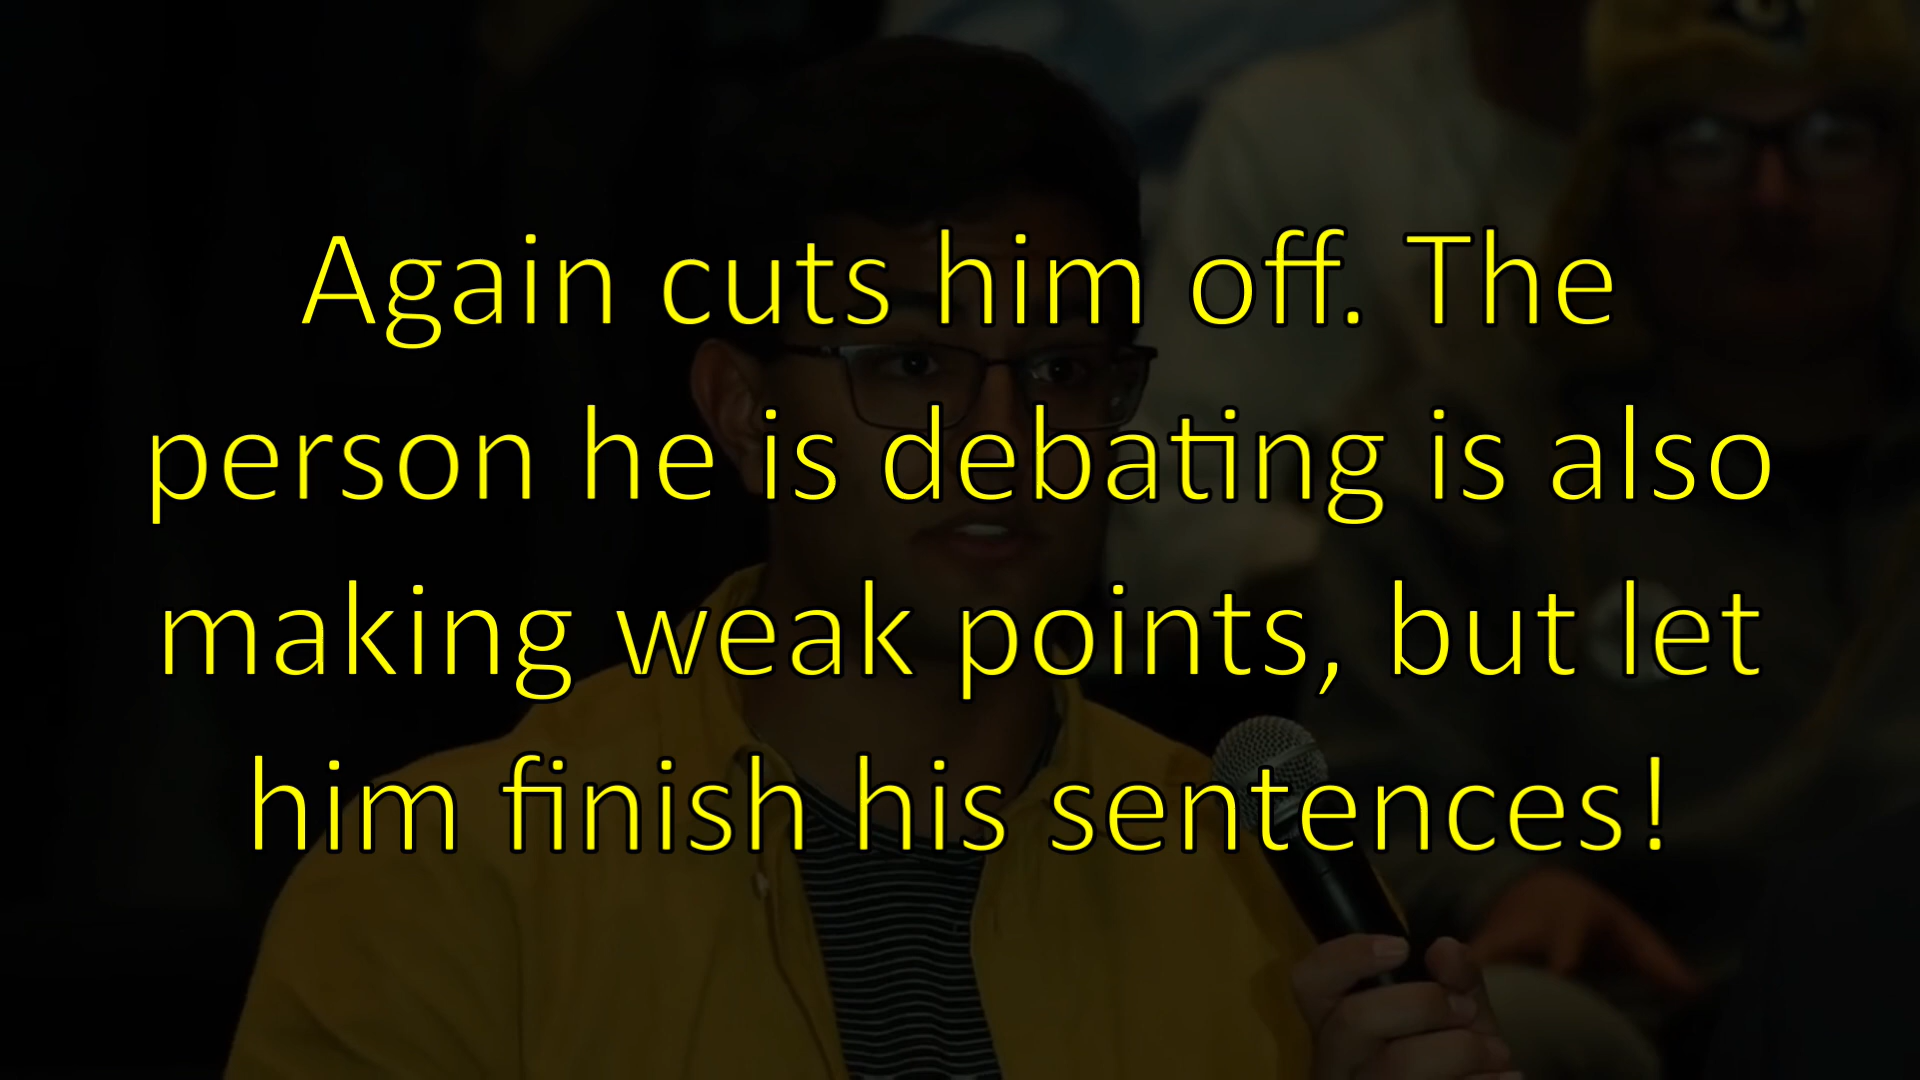 Again cuts him off. The
person he is debating is also
making weak points, but let
him finish his sentences!